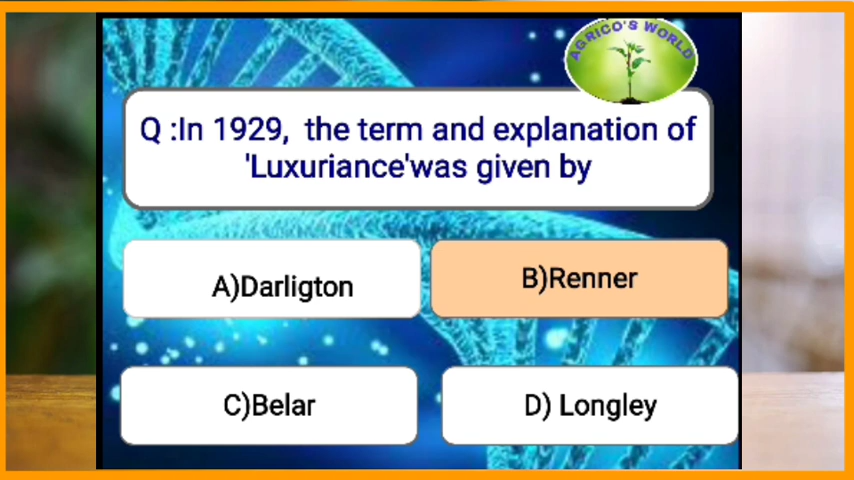 AGRICO'S WORLD
Q :In 1929, the term and explanation of
'Luxuriance'was given by
A)Darligton
B)Renner
C)Belar
D) Longley